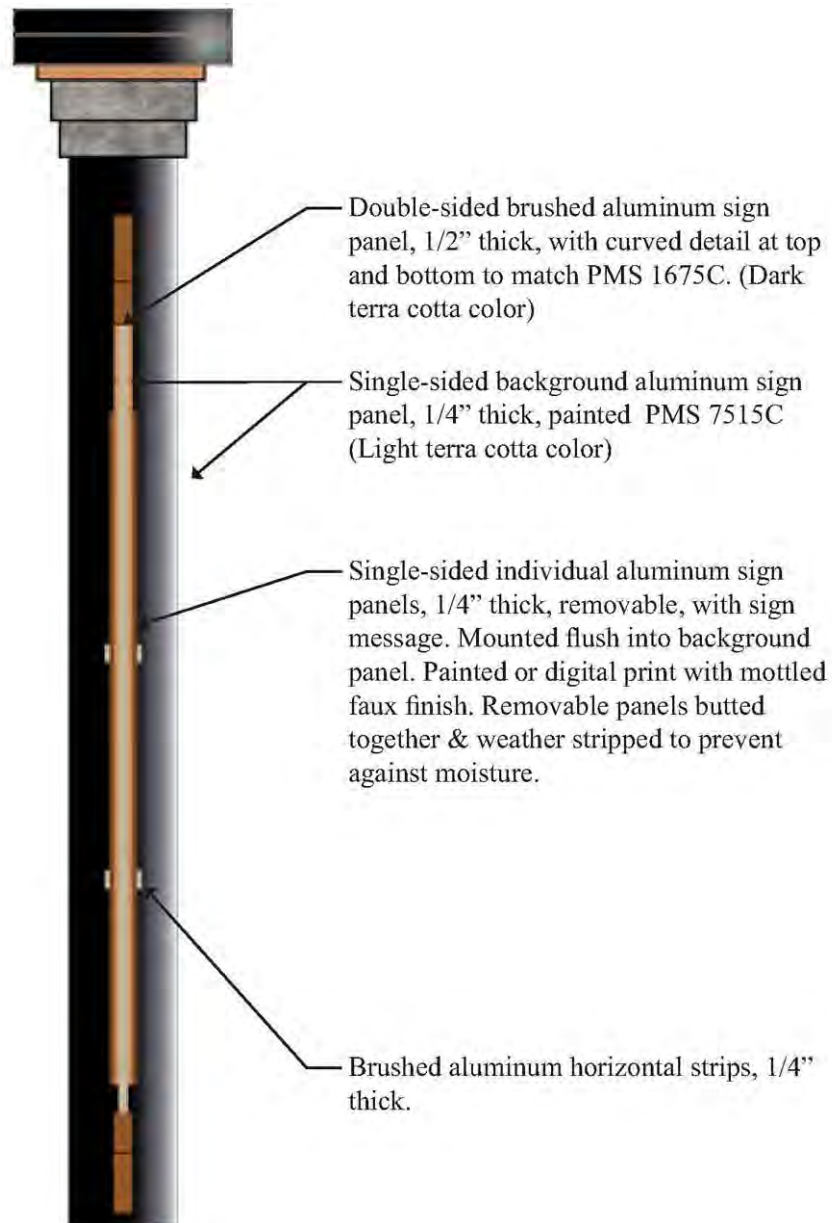 Double-sided brushed aluminum sign
panel, 1/2” thick, with curved detail at top
and bottom to match PMS 1675C. (Dark
terra cotta color)
Single-sided background aluminum sign
panel, 1/4” thick, painted  PMS 7515C
(Light terra cotta color)
Single-sided individual aluminum sign
panels, 1/4” thick, removable, with sign
message. Mounted flush into background
panel. Painted or digital print with mottled
faux finish. Removable panels butted
together & weather stripped to prevent
against moisture.
Brushed aluminum horizontal strips, 1/4”
thick.